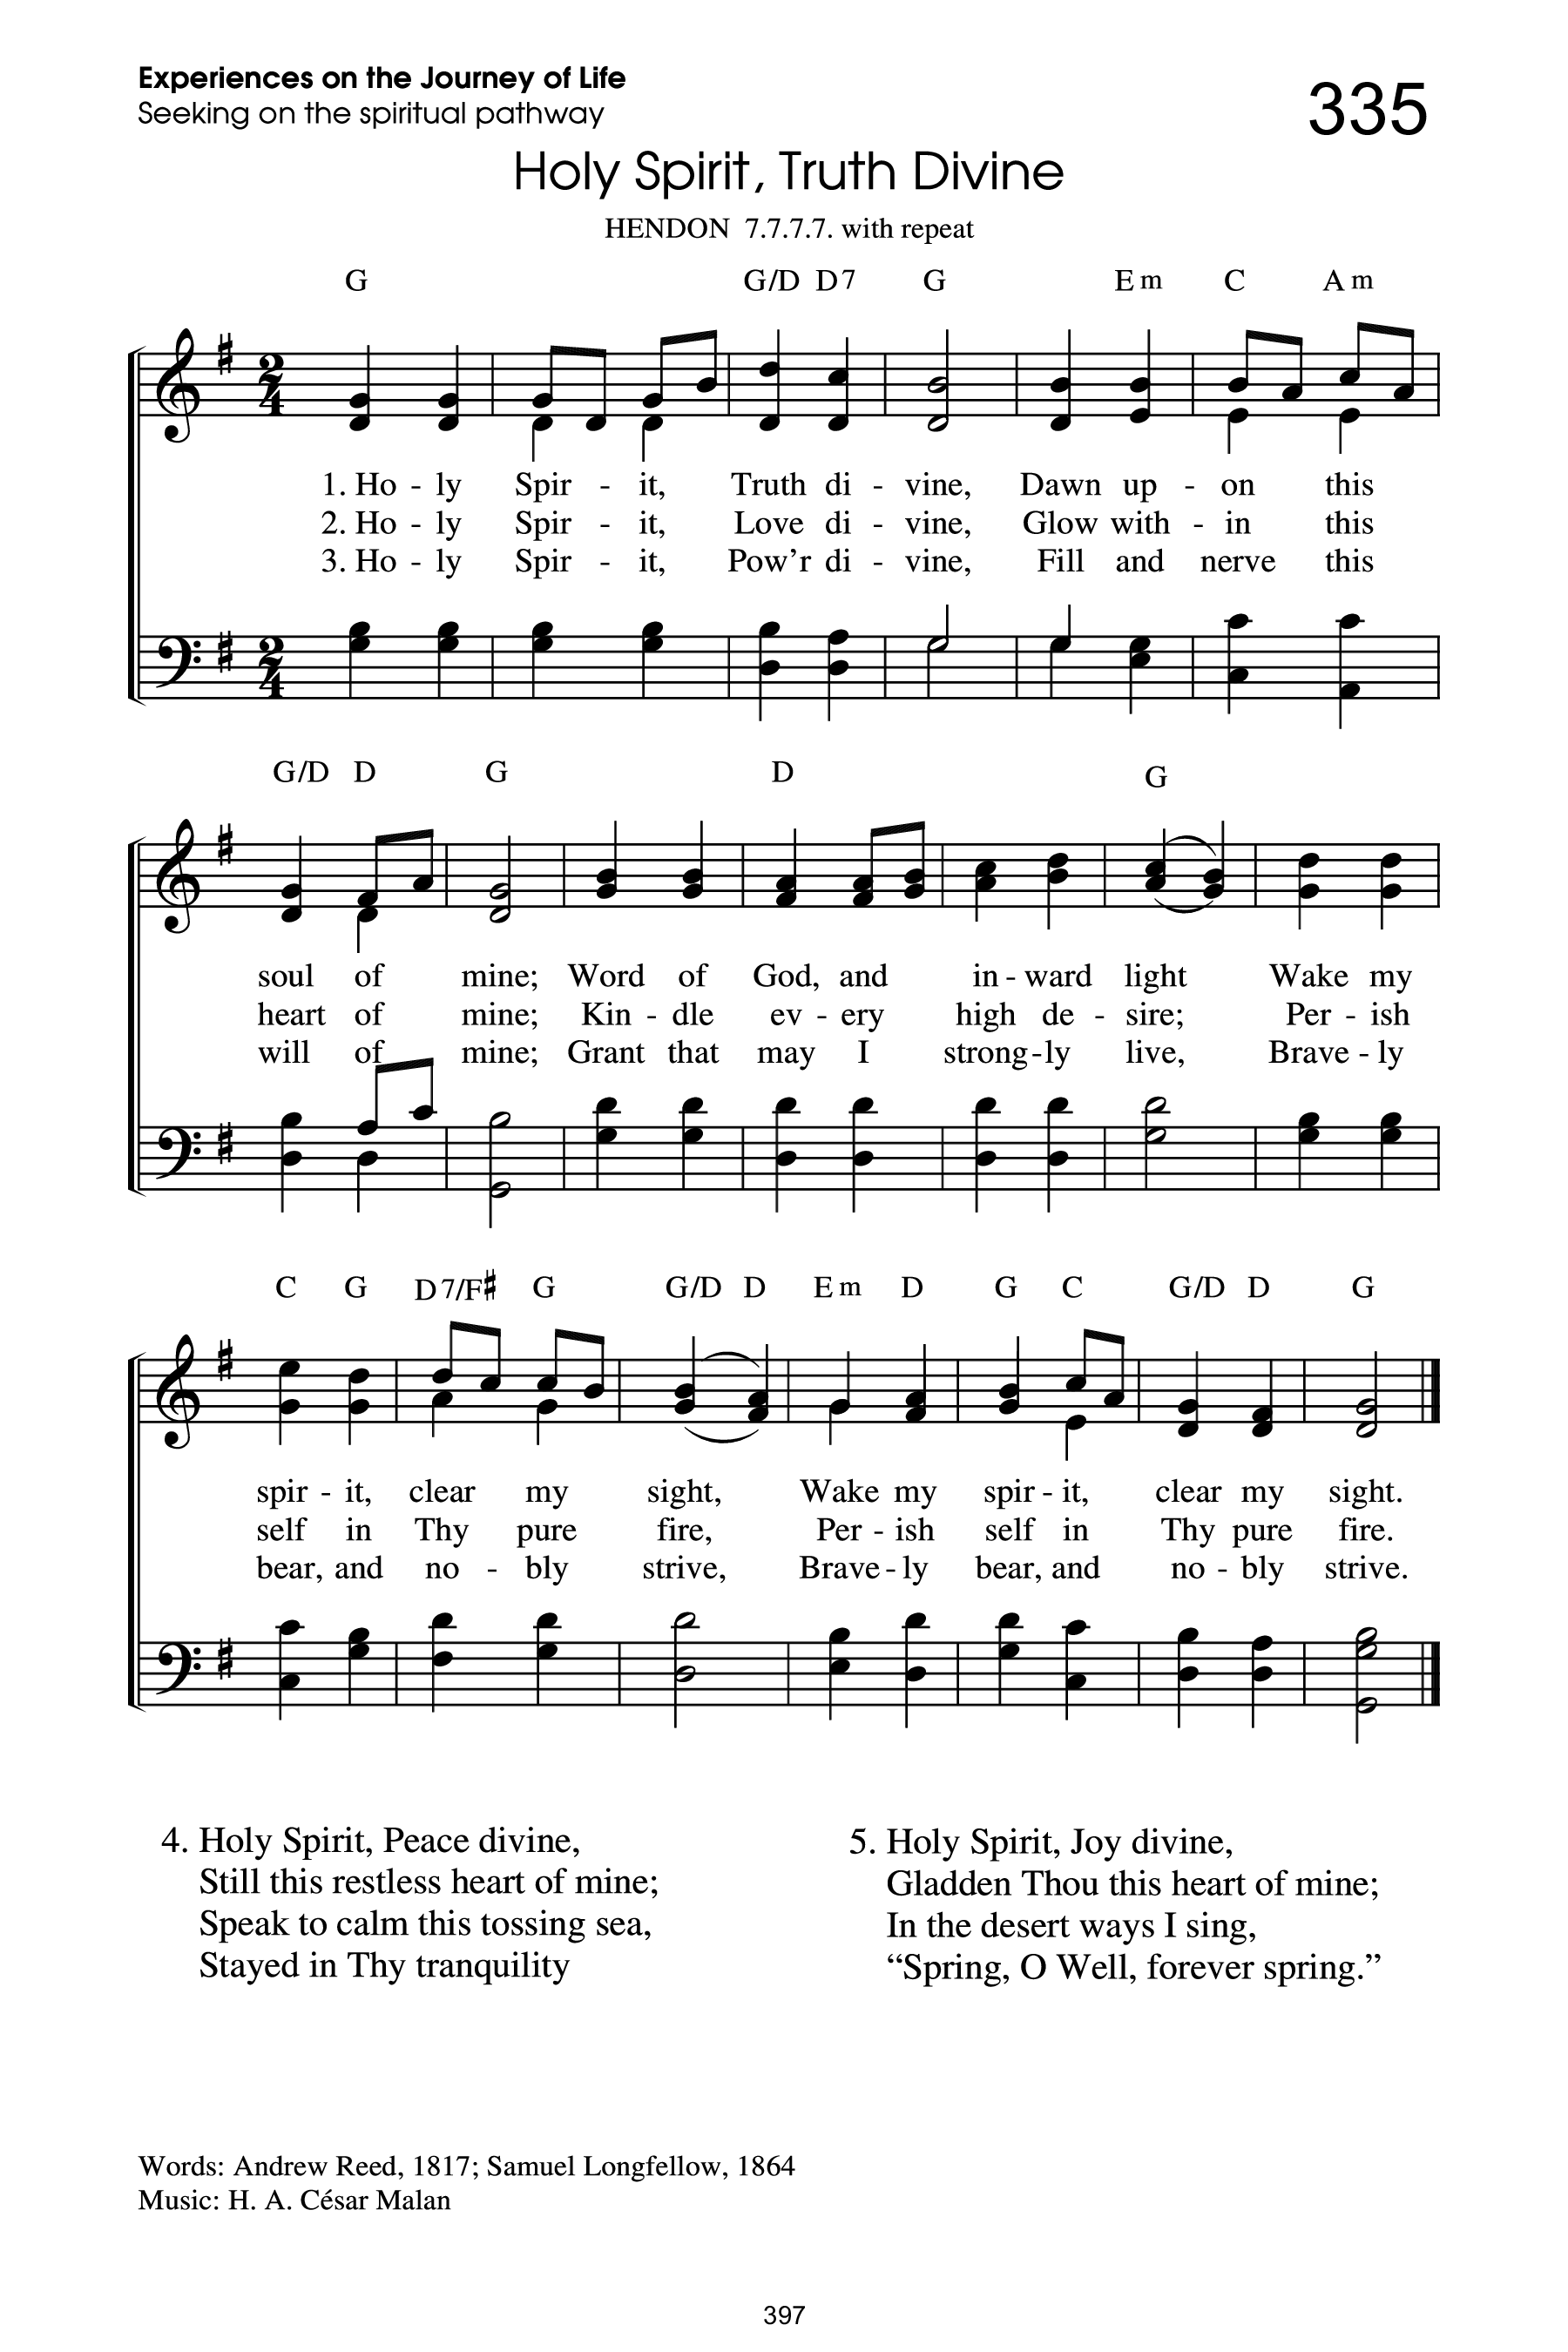 Experiences on the Journey of Life
Seeking on the spiritual pathway
335
Holy Spirit, Truth Divine
HENDON 7.7.7.7. with repeat
G G/D D7 G Em C Am
1. Ho - ly Spir - it, Truth di - vine, Dawn up - on this
2. Ho - ly Spir - it, Love di - vine, Glow with - in this
3. Ho - ly Spir - it, Pow’r di - vine, Fill and nerve this
G/D D G D G
soul of mine; Word of God, and in - ward light Wake my
heart of mine; Kin - dle ev - ery high de - sire; Per - ish
will of mine; Grant that may I strong - ly live, Brave - ly
C G D7/F♯ G G/D D Em D G C G/D D G
spir - it, clear my sight, Wake my spir - it, clear my sight.
self in Thy pure fire, Per - ish self in Thy pure fire.
bear, and no - bly strive, Brave - ly bear, and no - bly strive.
4. Holy Spirit, Peace divine,
Still this restless heart of mine;
Speak to calm this tossing sea,
Stayed in Thy tranquility
5. Holy Spirit, Joy divine,
Gladden Thou this heart of mine;
In the desert ways I sing,
“Spring, O Well, forever spring.”
Words: Andrew Reed, 1817; Samuel Longfellow, 1864
Music: H. A. César Malan
397